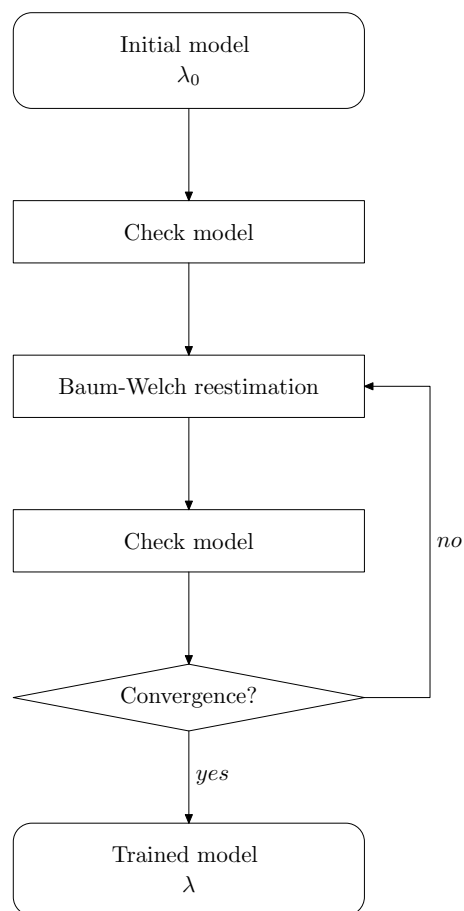 Initial model
λ₀
Check model
Baum-Welch reestimation
Check model
no
Convergence?
yes
Trained model
λ